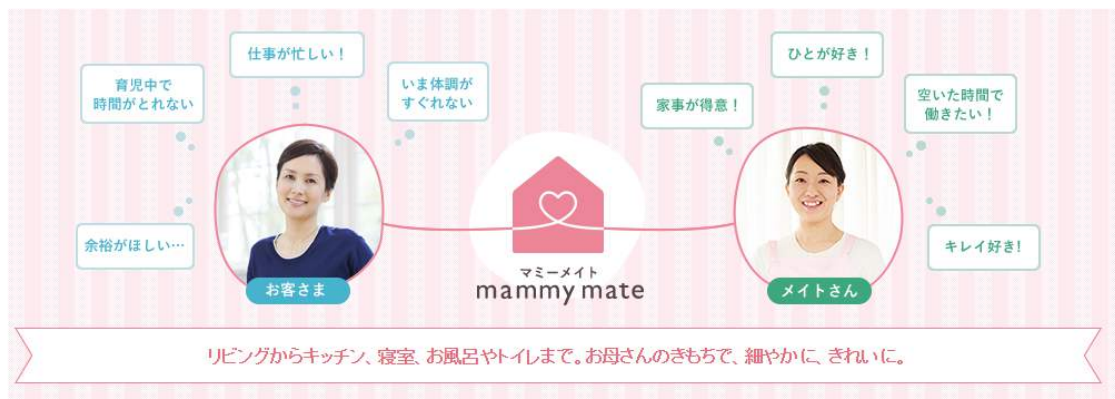 仕事が忙しい！
育児中で
時間がとれない
いま体調が
すぐれない
余裕がほしい…
お客さま
マミーメイト
mammy mate
ひとが好き！
家事が得意！
空いた時間で
働きたい！
キレイ好き!
メイトさん
リビングからキッチン、寝室、お風呂やトイレまで。お母さんのきもちで、細やかに、きれいに。